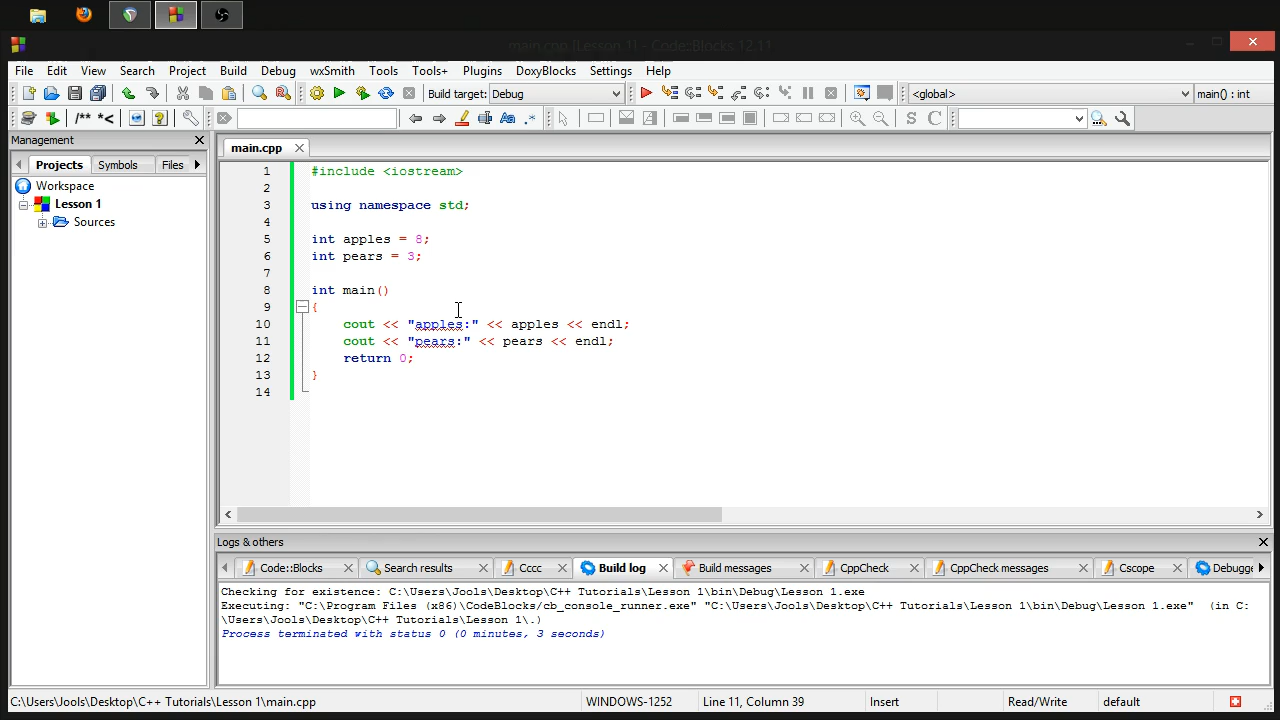 main.cpp [Lesson 1] - Code::Blocks 12.11
File Edit View Search Project Build Debug wxSmith Tools Tools+ Plugins DoxyBlocks Settings Help
Build target: Debug <global> main() : int
/** *<
Aa .* S C
Management
main.cpp
Projects Symbols Files
Workspace
Lesson 1
Sources
1 #include <iostream>
2
3 using namespace std;
4
5 int apples = 8;
6 int pears = 3;
7
8 int main()
9 {
10 cout << "apples:" << apples << endl;
11 cout << "pears:" << pears << endl;
12 return 0;
13 }
14
Logs & others
Code::Blocks Search results Cccc Build log Build messages CppCheck CppCheck messages Cscope Debugge
Checking for existence: C:\Users\Jools\Desktop\C++ Tutorials\Lesson 1\bin\Debug\Lesson 1.exe
Executing: "C:\Program Files (x86)\CodeBlocks/cb_console_runner.exe" "C:\Users\Jools\Desktop\C++ Tutorials\Lesson 1\bin\Debug\Lesson 1.exe" (in C:
\Users\Jools\Desktop\C++ Tutorials\Lesson 1\.)
Process terminated with status 0 (0 minutes, 3 seconds)
C:\Users\Jools\Desktop\C++ Tutorials\Lesson 1\main.cpp WINDOWS-1252 Line 11, Column 39 Insert Read/Write default